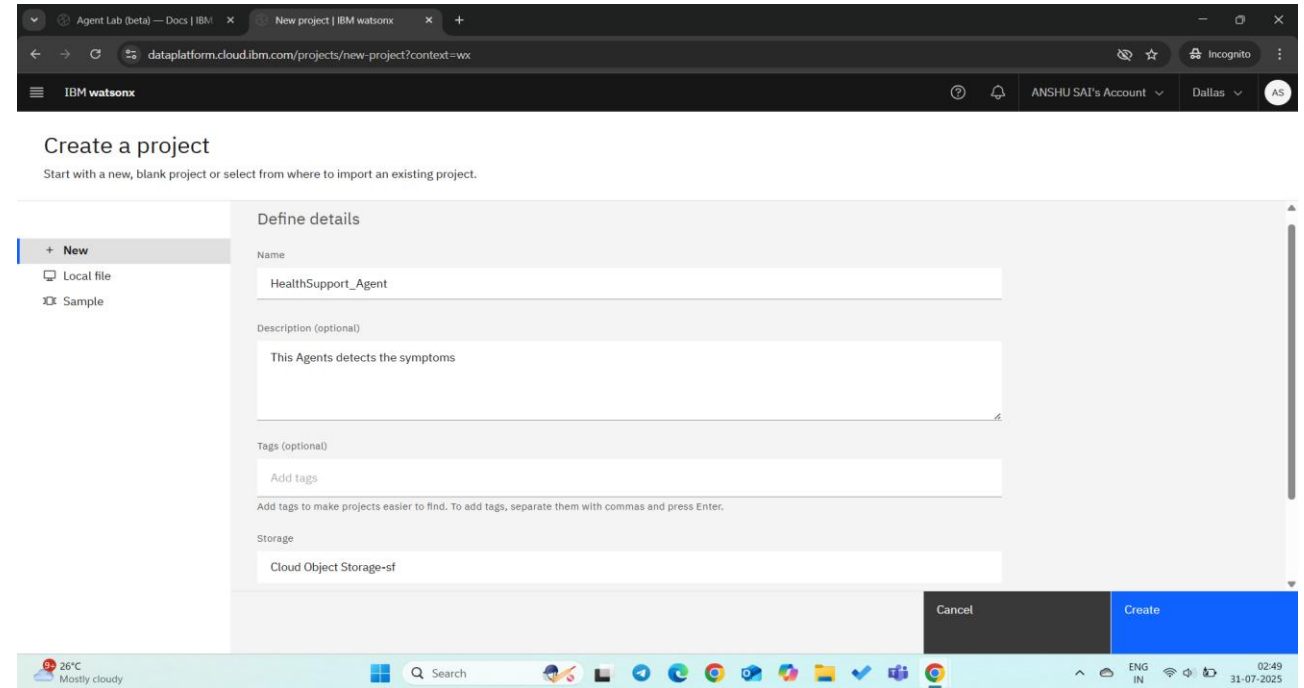 Agent Lab (beta) — Docs | IBM
New project | IBM watsonx
dataplatform.cloud.ibm.com/projects/new-project?context=wx
Incognito
IBM watsonx
ANSHU SAI's Account
Dallas
AS
Create a project
Start with a new, blank project or select from where to import an existing project.
+ New
Local file
Sample
Define details
Name
HealthSupport_Agent
Description (optional)
This Agents detects the symptoms
Tags (optional)
Add tags
Add tags to make projects easier to find. To add tags, separate them with commas and press Enter.
Storage
Cloud Object Storage-sf
Cancel
Create
9+
26°C
Mostly cloudy
Search
ENG
IN
02:49
31-07-2025